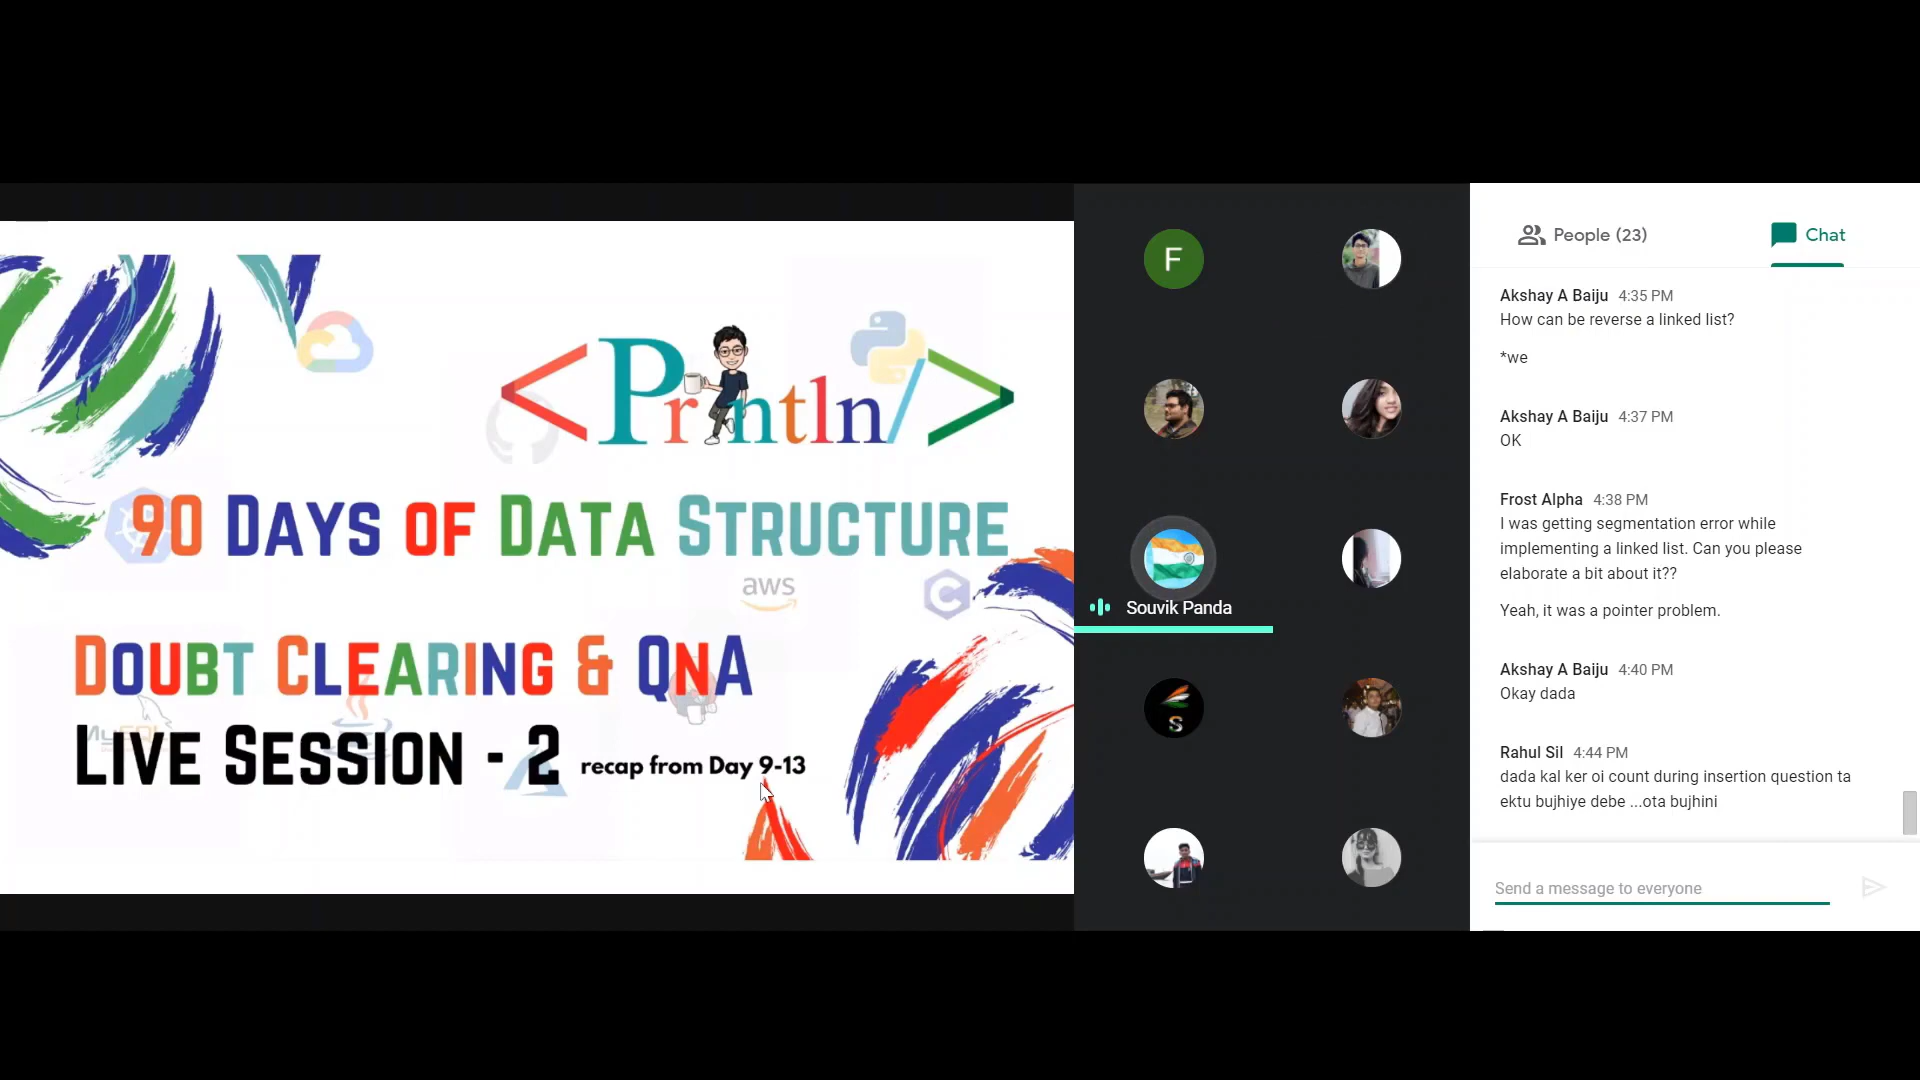 <Println/>
90 Days of Data Structure
aws
Doubt Clearing & QnA
MySQL
Live Session - 2 recap from Day 9-13
F
Souvik Panda
S
People (23)
Chat
Akshay A Baiju 4:35 PM
How can be reverse a linked list?
*we
Akshay A Baiju 4:37 PM
OK
Frost Alpha 4:38 PM
I was getting segmentation error while
implementing a linked list. Can you please
elaborate a bit about it??
Yeah, it was a pointer problem.
Akshay A Baiju 4:40 PM
Okay dada
Rahul Sil 4:44 PM
dada kal ker oi count during insertion question ta
ektu bujhiye debe ...ota bujhini
Send a message to everyone